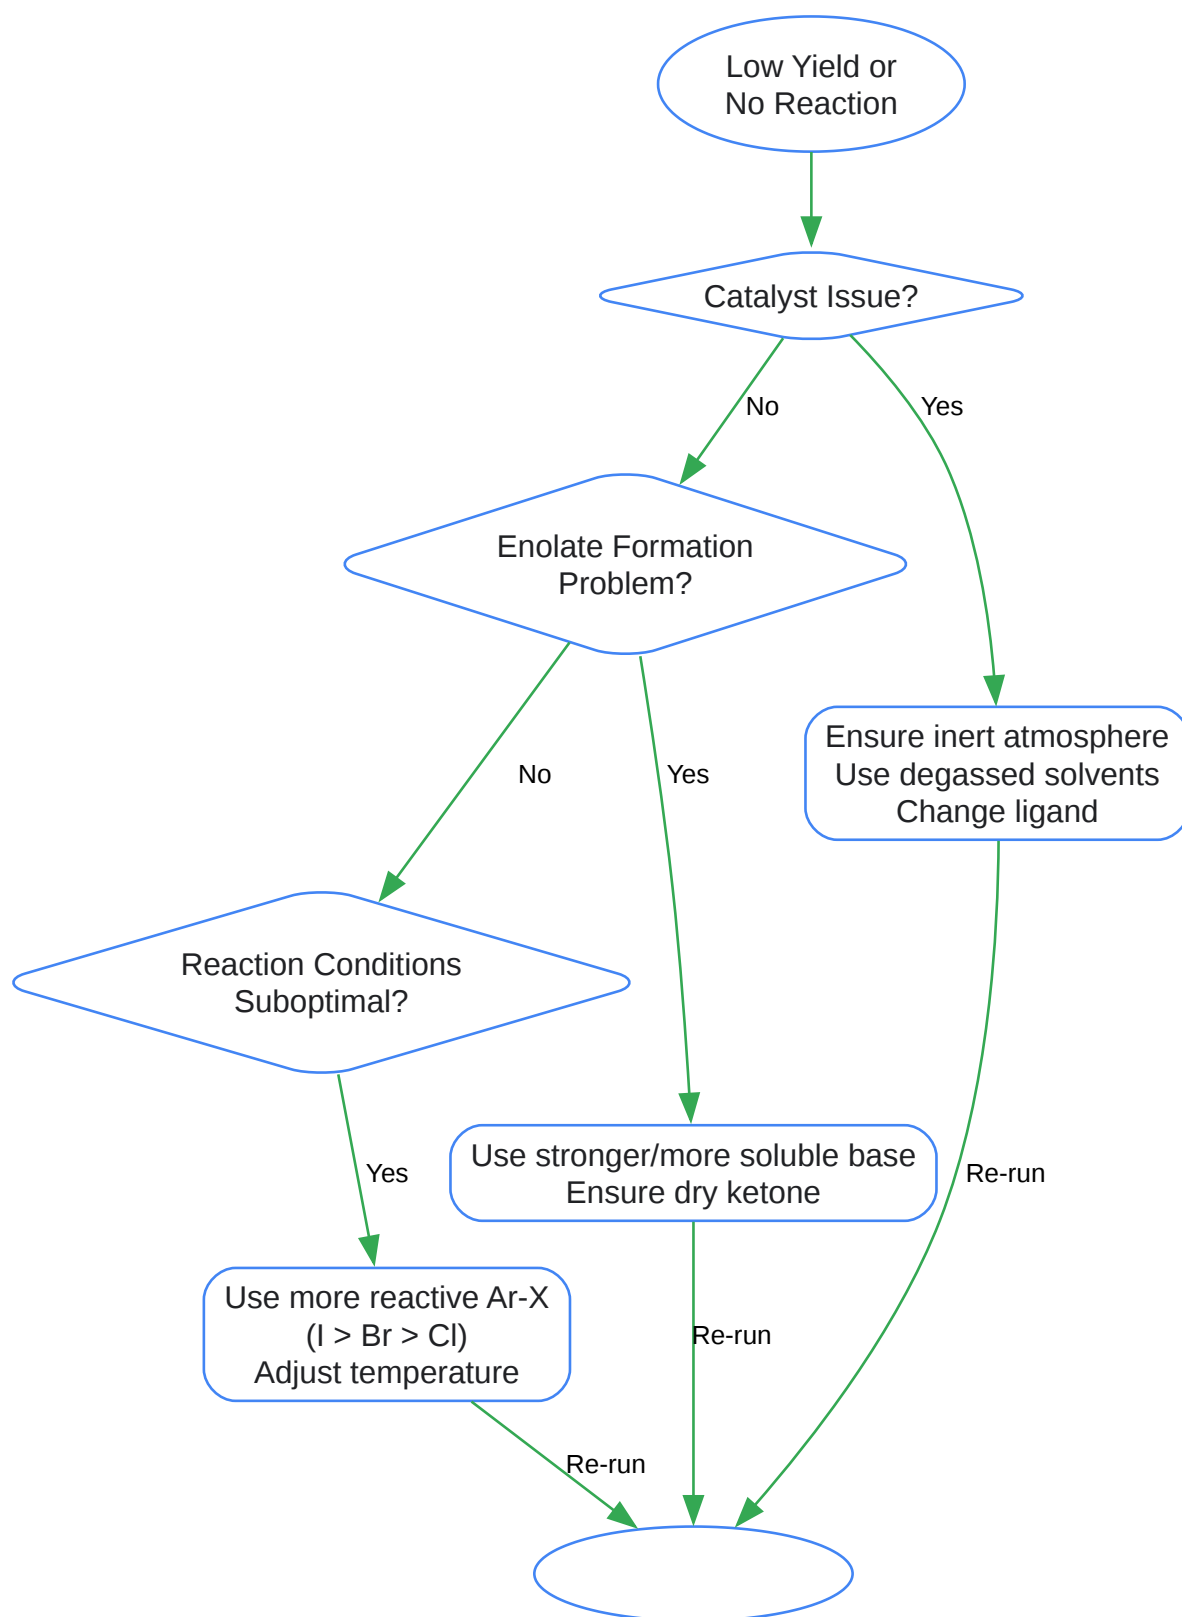 Low Yield or
No Reaction
Catalyst Issue?
No
Yes
Enolate Formation
Problem?
No
Yes
Ensure inert atmosphere
Use degassed solvents
Change ligand
Reaction Conditions
Suboptimal?
Yes
Use stronger/more soluble base
Ensure dry ketone
Re-run
Use more reactive Ar-X
(I > Br > Cl)
Adjust temperature
Re-run
Re-run